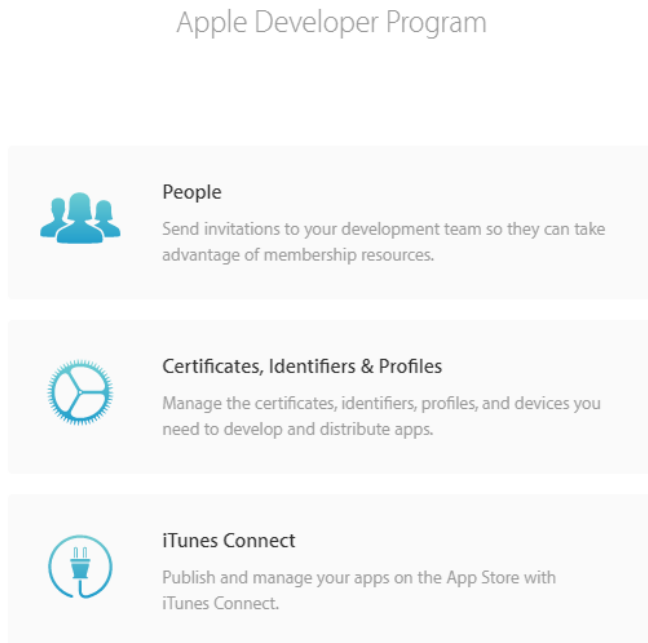 Apple Developer Program
People
Send invitations to your development team so they can take
advantage of membership resources.
Certificates, Identifiers & Profiles
Manage the certificates, identifiers, profiles, and devices you
need to develop and distribute apps.
iTunes Connect
Publish and manage your apps on the App Store with
iTunes Connect.